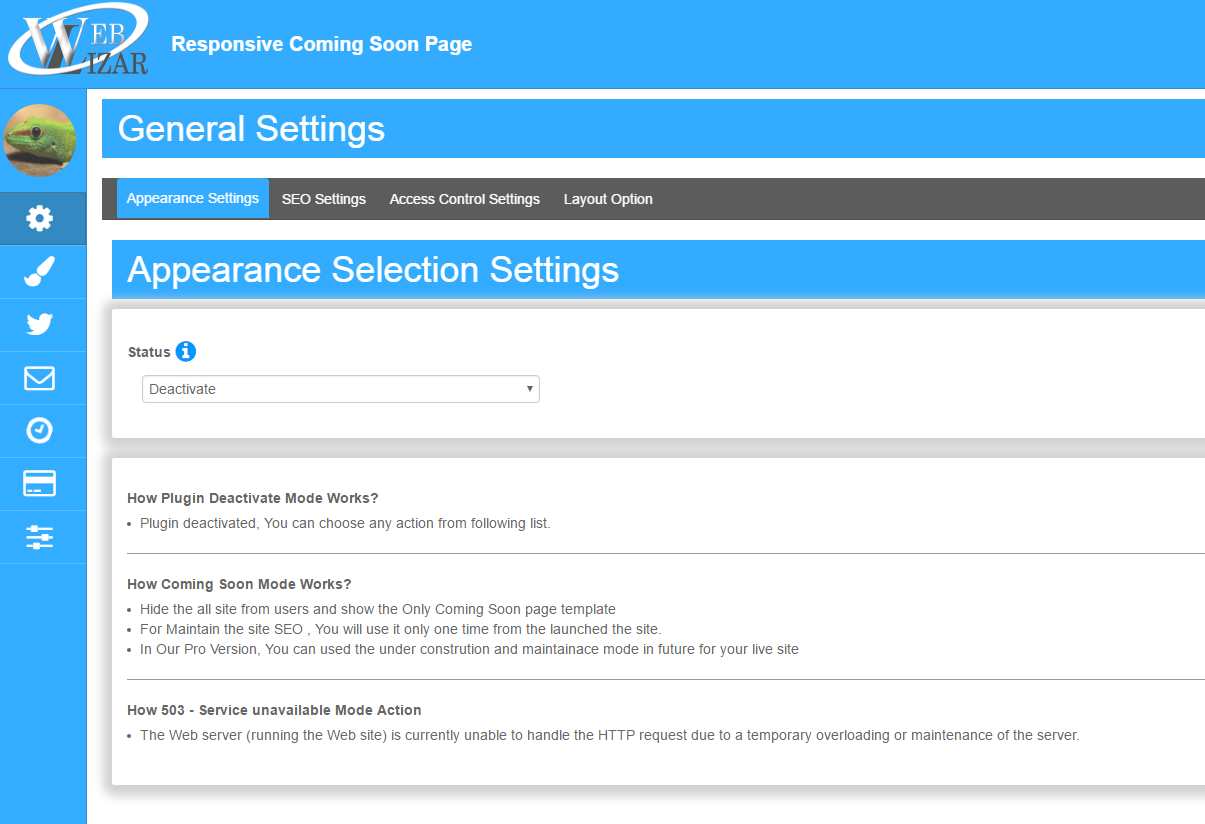 WEB
WIZAR
Responsive Coming Soon Page
General Settings
Appearance Settings SEO Settings Access Control Settings Layout Option
Appearance Selection Settings
Status
Deactivate
How Plugin Deactivate Mode Works?
• Plugin deactivated, You can choose any action from following list.
How Coming Soon Mode Works?
• Hide the all site from users and show the Only Coming Soon page template
• For Maintain the site SEO , You will use it only one time from the launched the site.
• In Our Pro Version, You can used the under constrution and maintainace mode in future for your live site
How 503 - Service unavailable Mode Action
• The Web server (running the Web site) is currently unable to handle the HTTP request due to a temporary overloading or maintenance of the server.